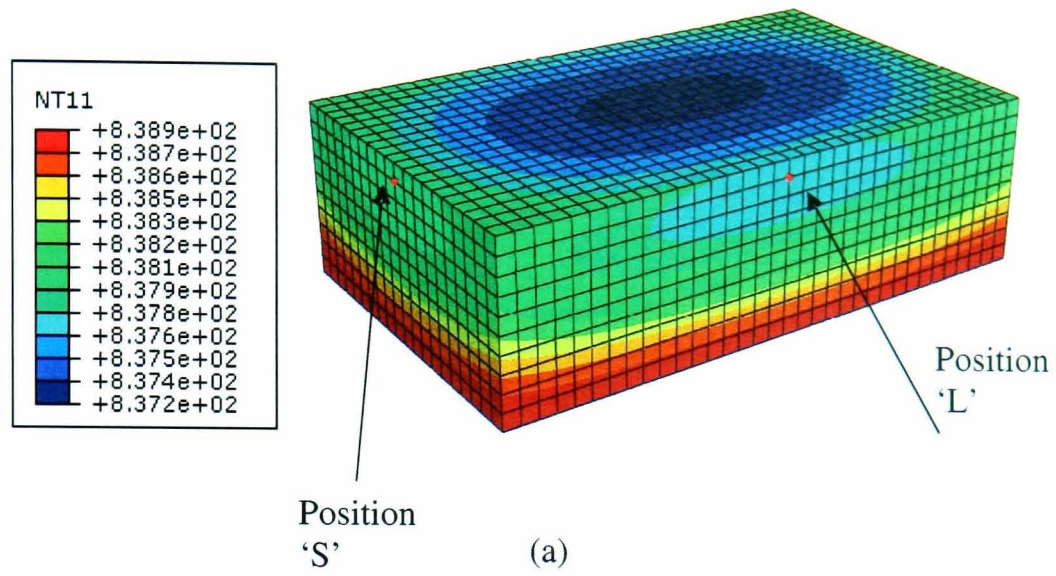 NT11
+8.389e+02
+8.387e+02
+8.386e+02
+8.385e+02
+8.383e+02
+8.382e+02
+8.381e+02
+8.379e+02
+8.378e+02
+8.376e+02
+8.375e+02
+8.374e+02
+8.372e+02
Position
‘L’
Position
‘S’
(a)